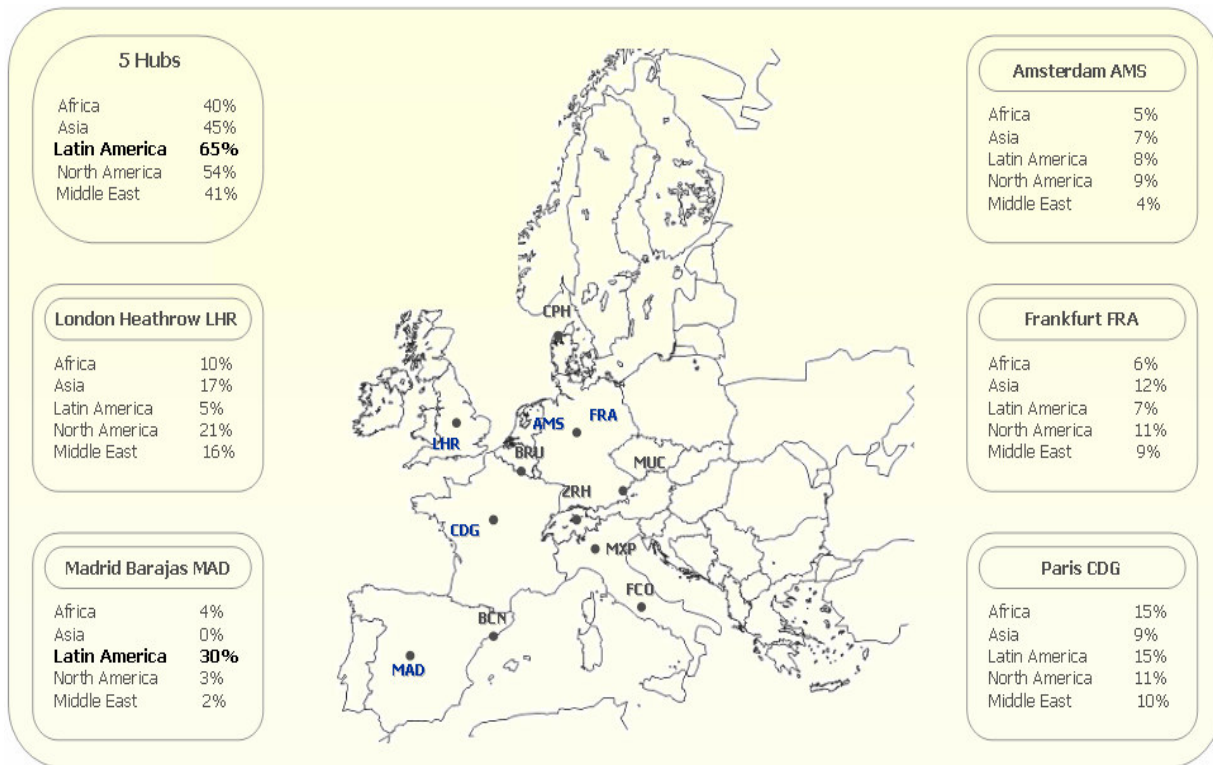 5 Hubs
Africa 40%
Asia 45%
Latin America 65%
North America 54%
Middle East 41%
London Heathrow LHR
Africa 10%
Asia 17%
Latin America 5%
North America 21%
Middle East 16%
Madrid Barajas MAD
Africa 4%
Asia 0%
Latin America 30%
North America 3%
Middle East 2%
CPH
AMS
FRA
LHR
BRU
MUC
ZRH
CDG
MXP
FCO
BCN
MAD
Amsterdam AMS
Africa 5%
Asia 7%
Latin America 8%
North America 9%
Middle East 4%
Frankfurt FRA
Africa 6%
Asia 12%
Latin America 7%
North America 11%
Middle East 9%
Paris CDG
Africa 15%
Asia 9%
Latin America 15%
North America 11%
Middle East 10%